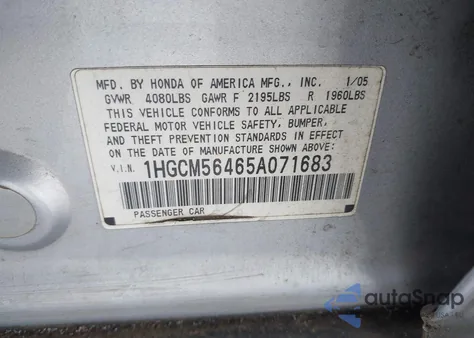 MFD. BY HONDA OF AMERICA MFG., INC. 1/05
GVWR 4080LBS GAWR F 2195LBS R 1960LBS
THIS VEHICLE CONFORMS TO ALL APPLICABLE
FEDERAL MOTOR VEHICLE SAFETY, BUMPER,
AND THEFT PREVENTION STANDARDS IN EFFECT
ON THE DATE OF MANUFACTURE SHOWN ABOVE.
V.I.N. 1HGCM56465A071683
PASSENGER CAR
autoSnap